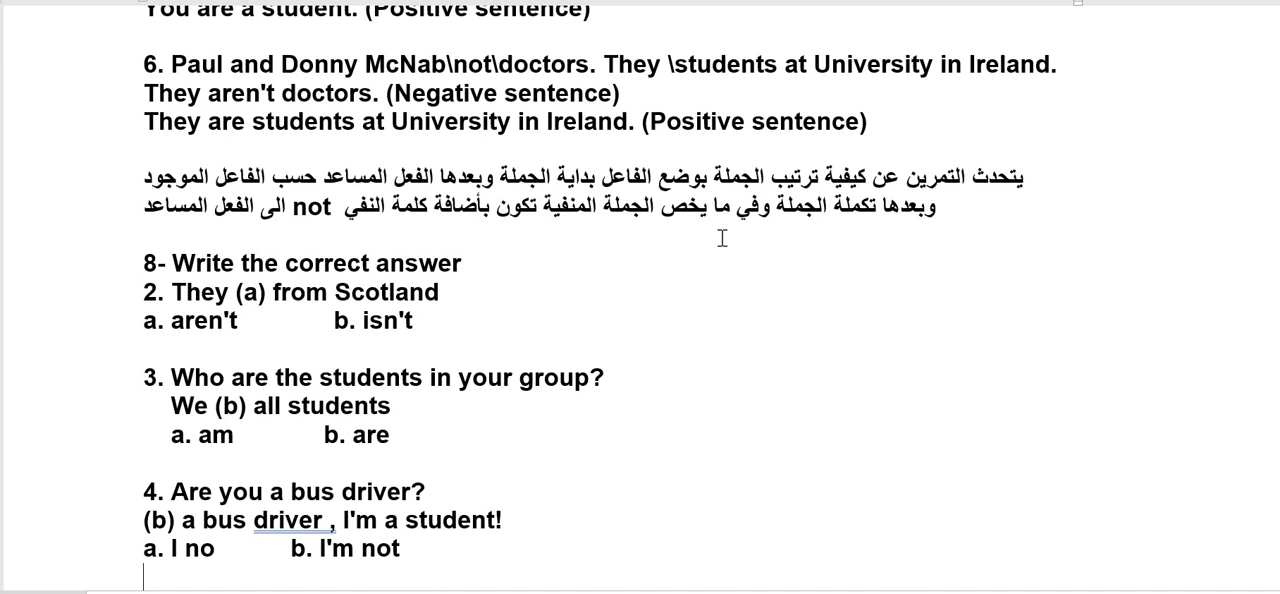 You are a student. (Positive sentence)
6. Paul and Donny McNab\not\doctors. They \students at University in Ireland.
They aren't doctors. (Negative sentence)
They are students at University in Ireland. (Positive sentence)
يتحدث التمرين عن كيفية ترتيب الجملة بوضع الفاعل بداية الجملة وبعدها الفعل المساعد حسب الفاعل الموجود
وبعدها تكملة الجملة وفي ما يخص الجملة المنفية تكون بأضافة كلمة النفي not الى الفعل المساعد
8- Write the correct answer
2. They (a) from Scotland
a. aren't b. isn't
3. Who are the students in your group?
We (b) all students
a. am b. are
4. Are you a bus driver?
(b) a bus driver , I'm a student!
a. I no b. I'm not